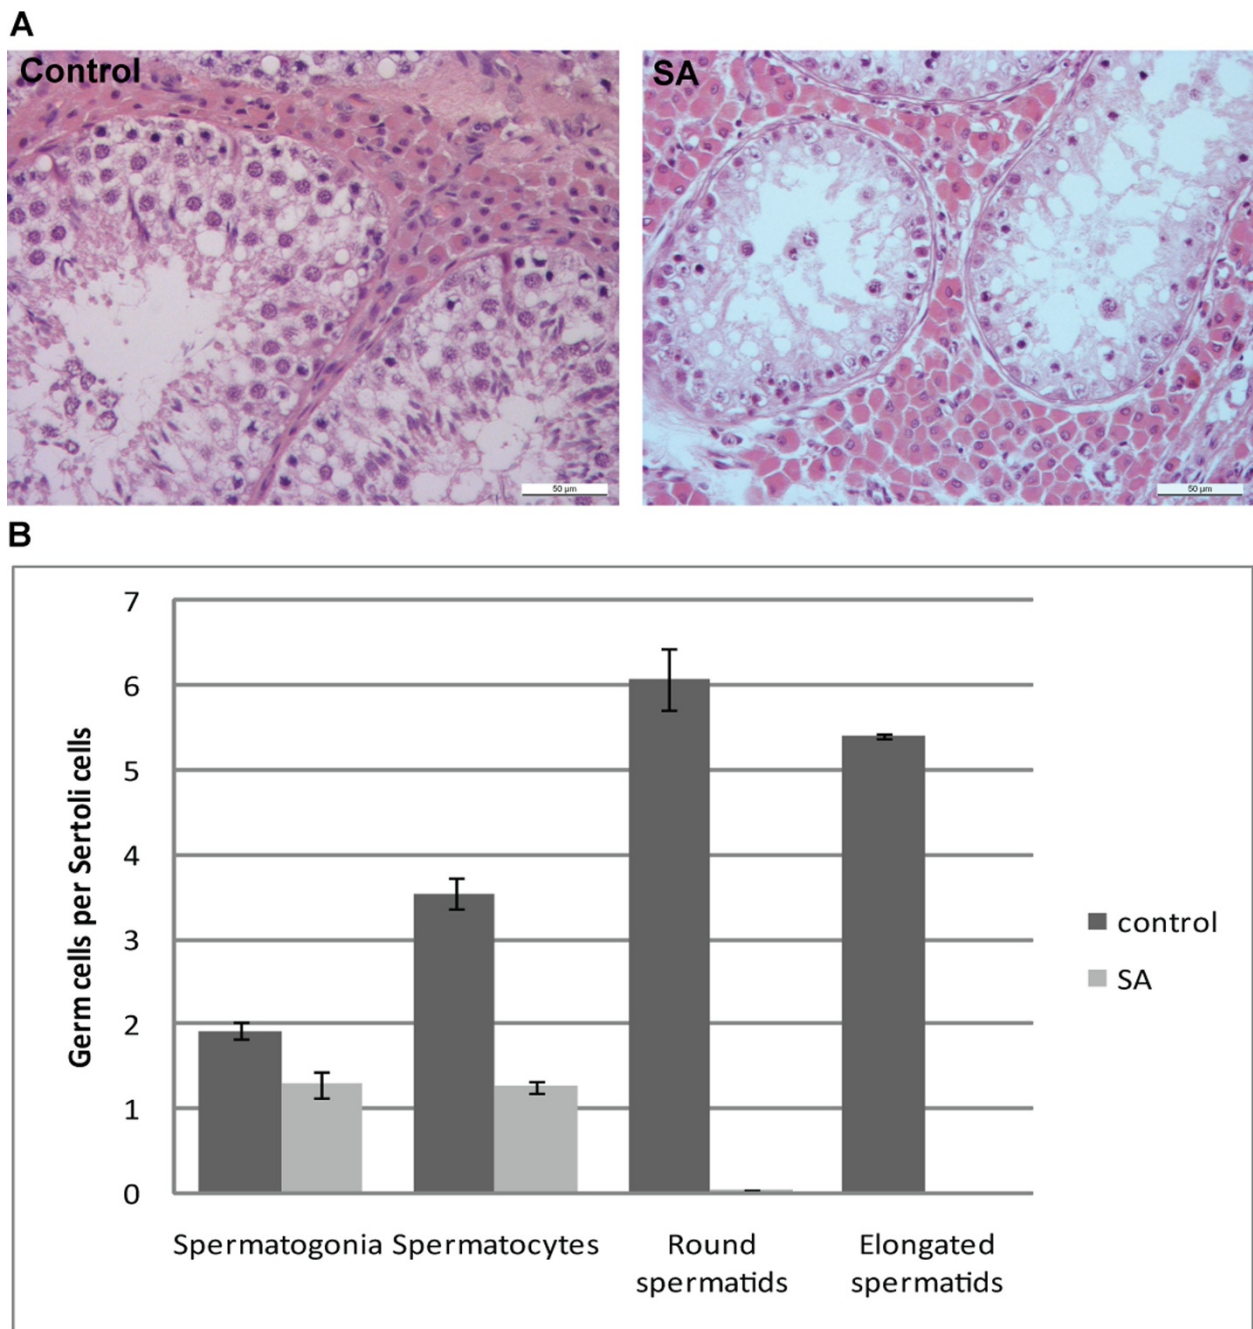 A
Control
SA
50 µm
50 µm
B
7
6
5
4
3
2
1
0
Germ cells per Sertoli cells
Spermatogonia
Spermatocytes
Round
spermatids
Elongated
spermatids
control
SA